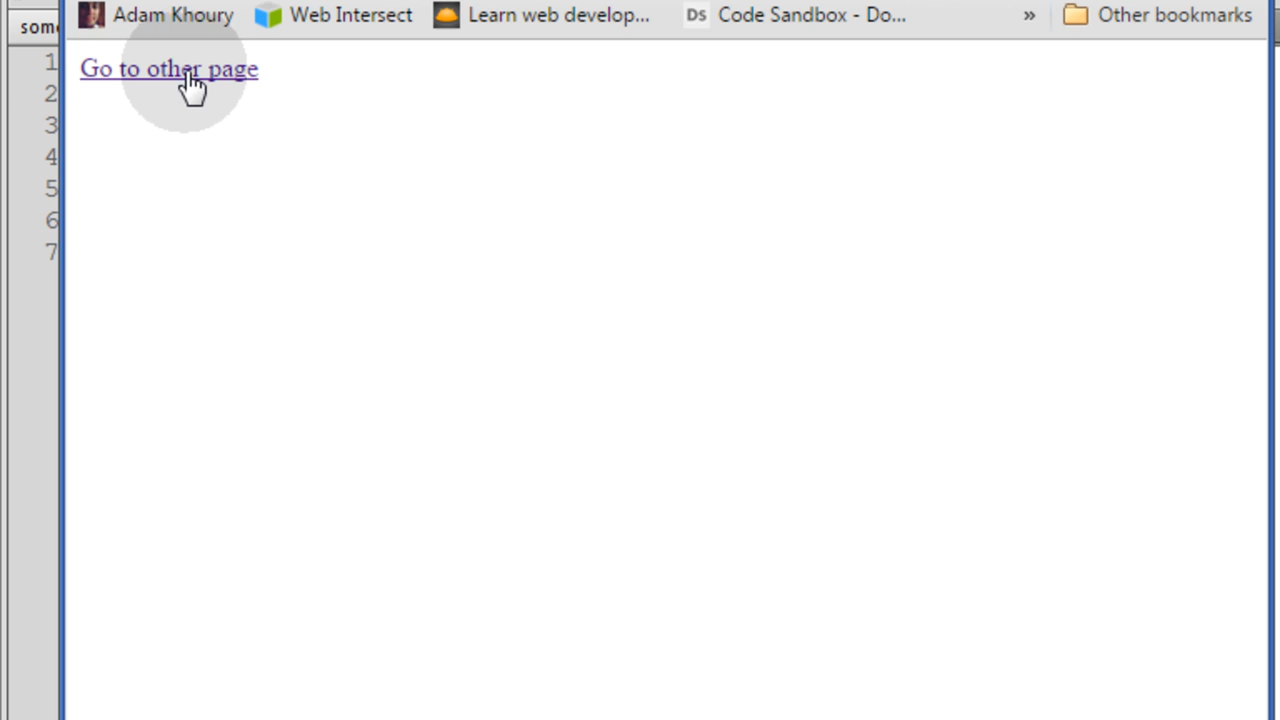 Adam Khoury Web Intersect Learn web develop... DS Code Sandbox - Do... » Other bookmarks
some
1 Go to other page
2
3
4
5
6
7